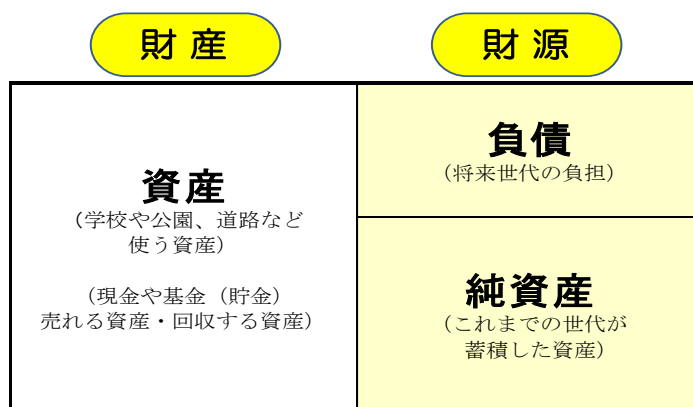 財産
財源
資産
（学校や公園、道路など
使う資産）
（現金や基金（貯金）
売れる資産・回収する資産）
負債
（将来世代の負担）
純資産
（これまでの世代が
蓄積した資産）